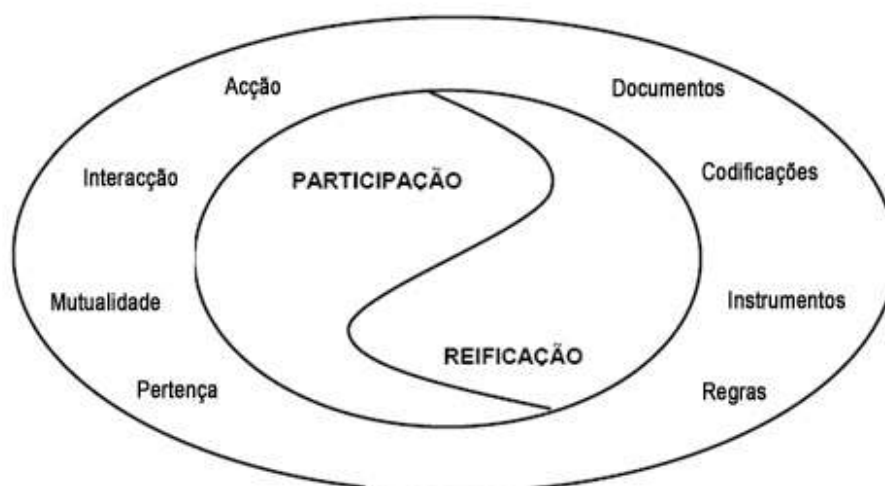 Acção
Documentos
Interacção
PARTICIPAÇÃO
Codificações
Mutualidade
Instrumentos
REIFICAÇÃO
Pertença
Regras